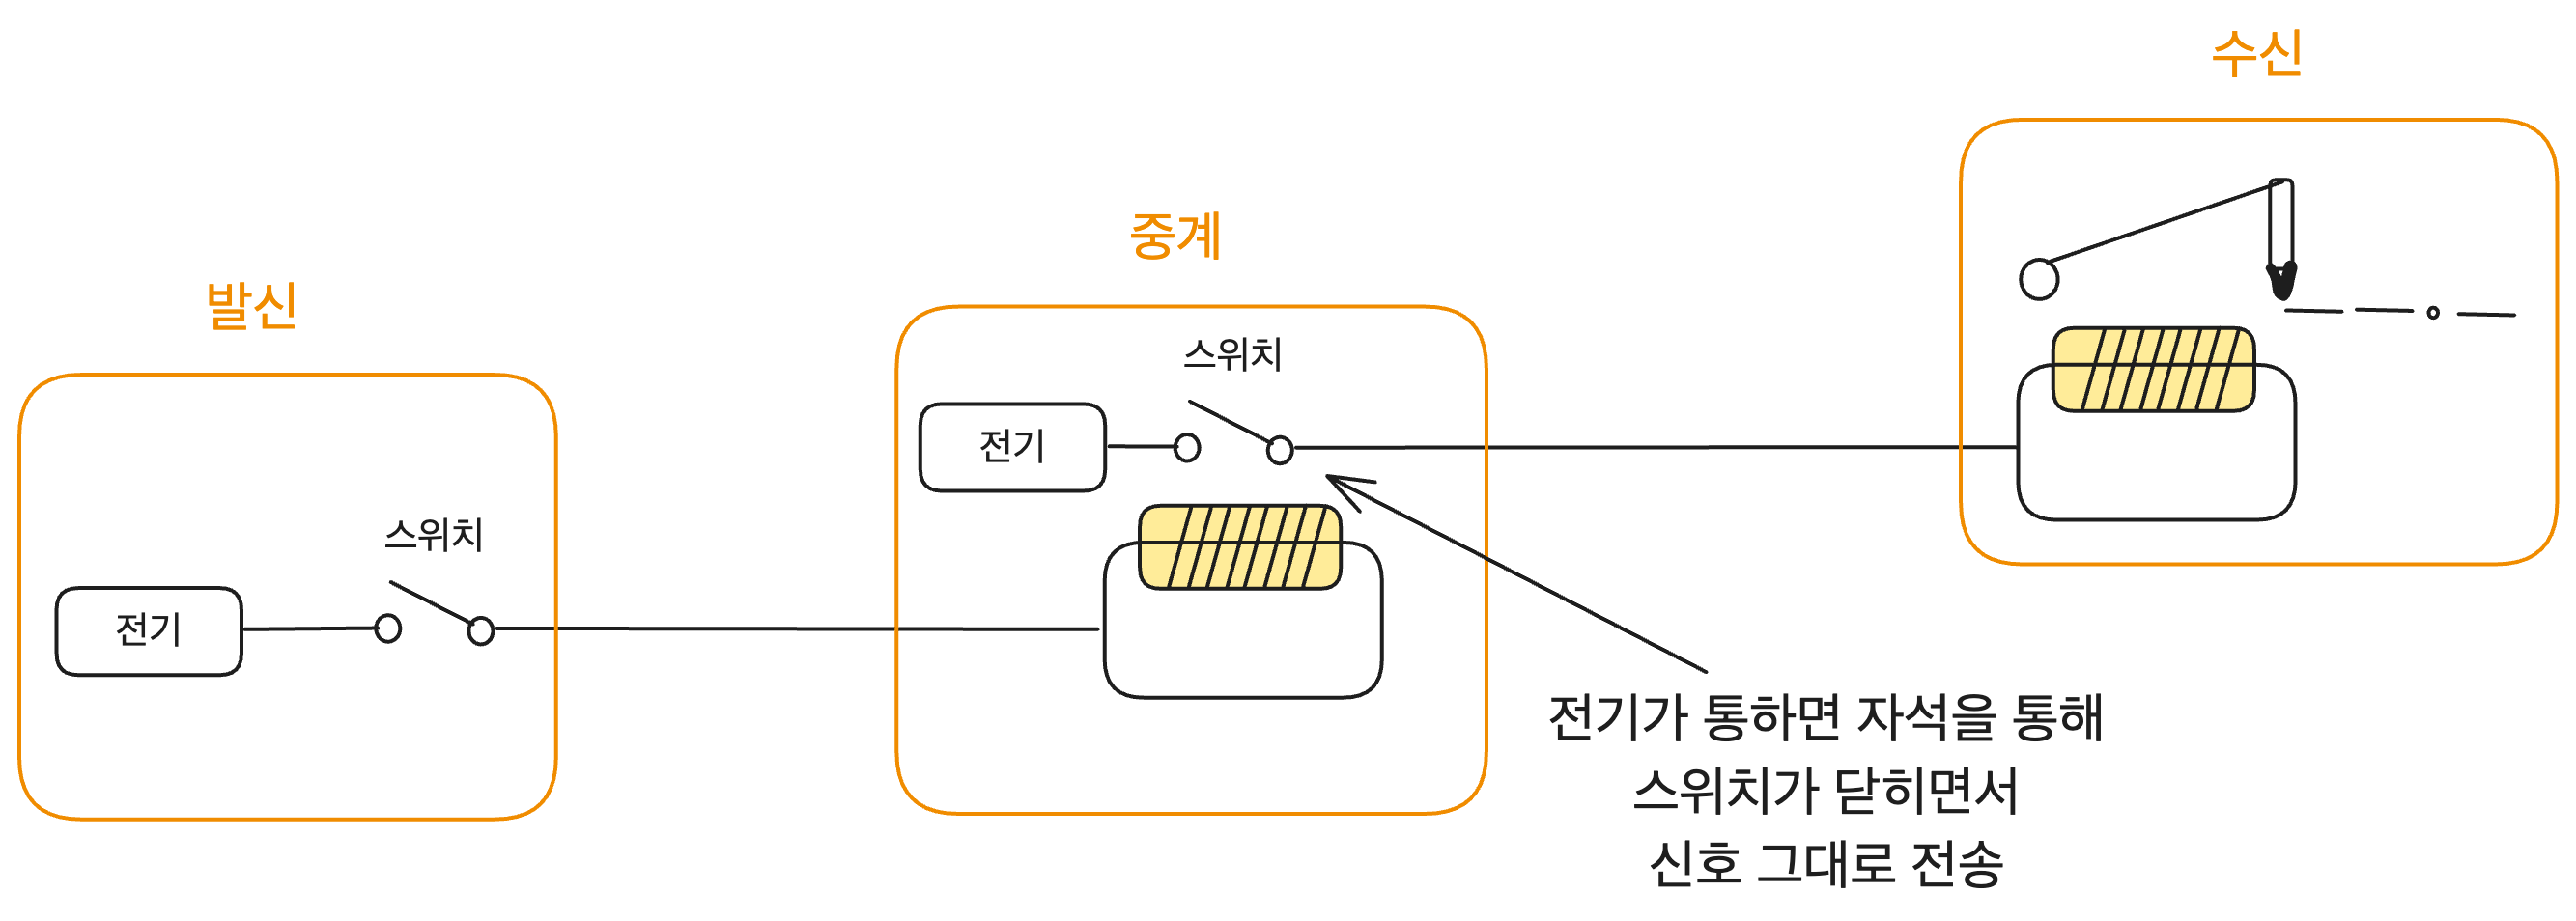 발신
스위치
전기
중계
스위치
전기
전기가 통하면 자석을 통해
스위치가 닫히면서
신호 그대로 전송
수신